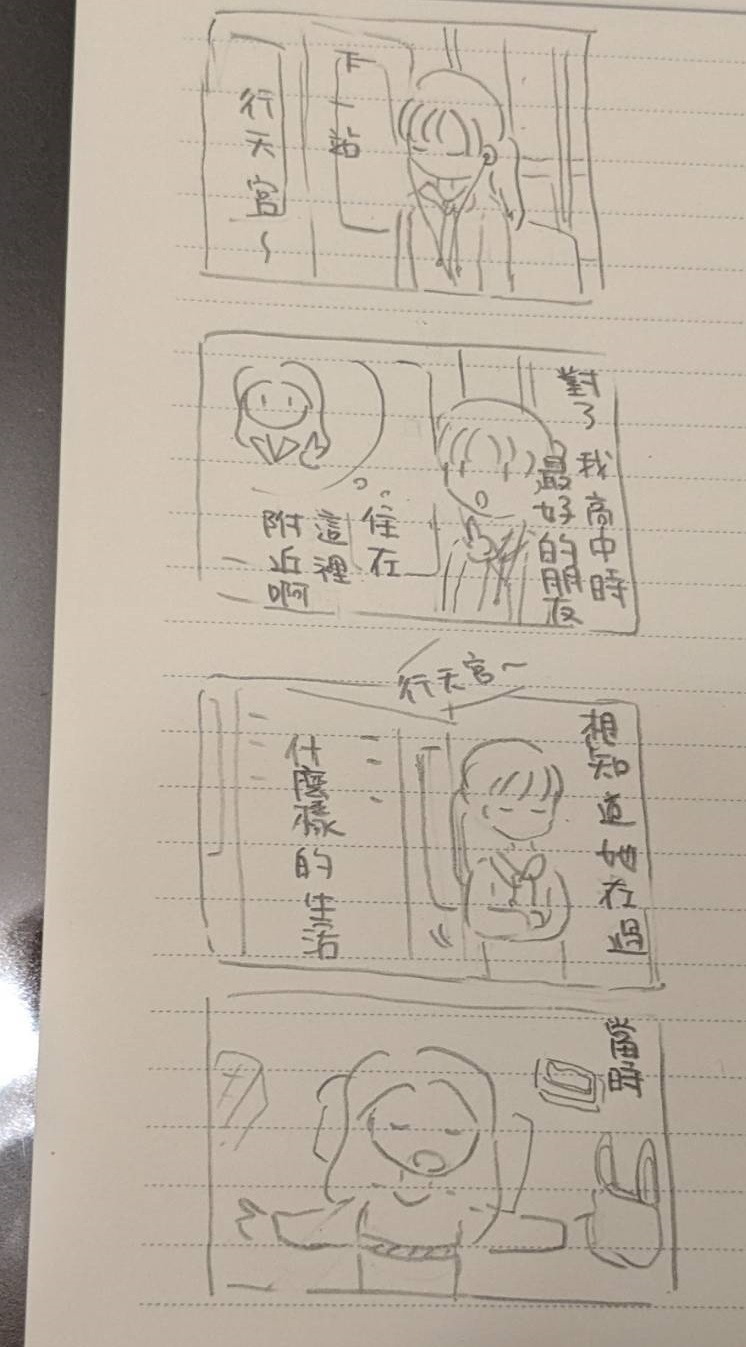 下一站
行天宮~
對了
我高中時
最好的朋友
住在
這裡
附近啊
行天宮~
想知道她在過
什麼樣的生活
當時